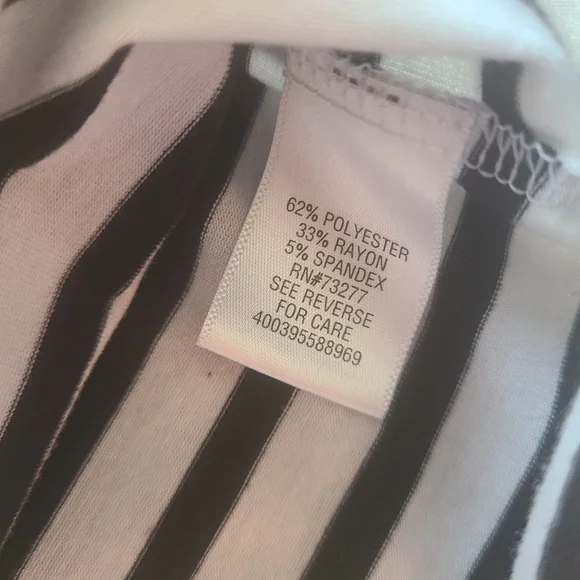 62% POLYESTER
33% RAYON
5% SPANDEX
RN#73277
SEE REVERSE
FOR CARE
400395588969